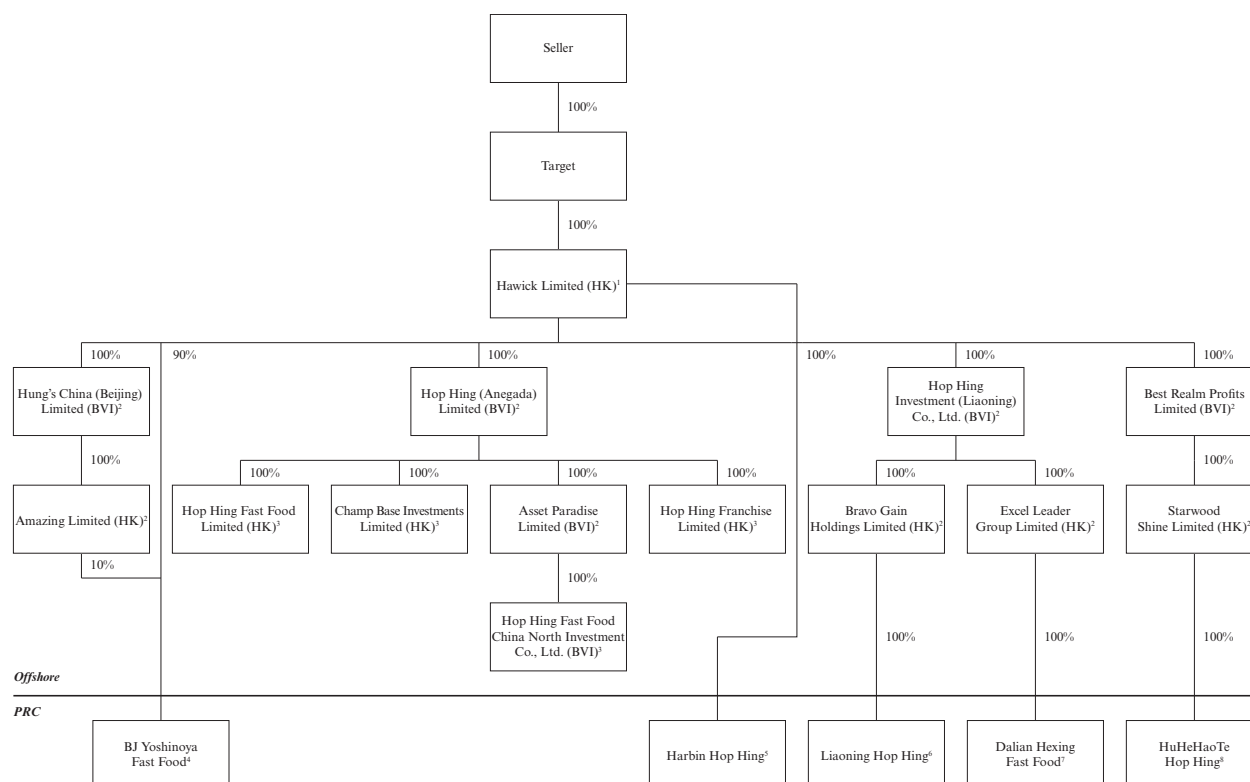 Seller
100%
Target
100%
Hawick Limited (HK)¹
100%
90%
100%
100%
100%
100%
Hung's China (Beijing)
Limited (BVI)²
Hop Hing (Anegada)
Limited (BVI)²
Hop Hing
Investment (Liaoning)
Co., Ltd. (BVI)²
Best Realm Profits
Limited (BVI)²
100%
100%
100%
100%
100%
100%
100%
100%
Amazing Limited (HK)²
Hop Hing Fast Food
Limited (HK)³
Champ Base Investments
Limited (HK)³
Asset Paradise
Limited (BVI)²
Hop Hing Franchise
Limited (HK)³
Bravo Gain
Holdings Limited (HK)²
Excel Leader
Group Limited (HK)²
Starwood
Shine Limited (HK)²
10%
100%
Hop Hing Fast Food
China North Investment
Co., Ltd. (BVI)³
100%
100%
100%
Offshore
PRC
BJ Yoshinoya
Fast Food⁴
Harbin Hop Hing⁵
Liaoning Hop Hing⁶
Dalian Hexing
Fast Food⁷
HuHeHaoTe
Hop Hing⁸